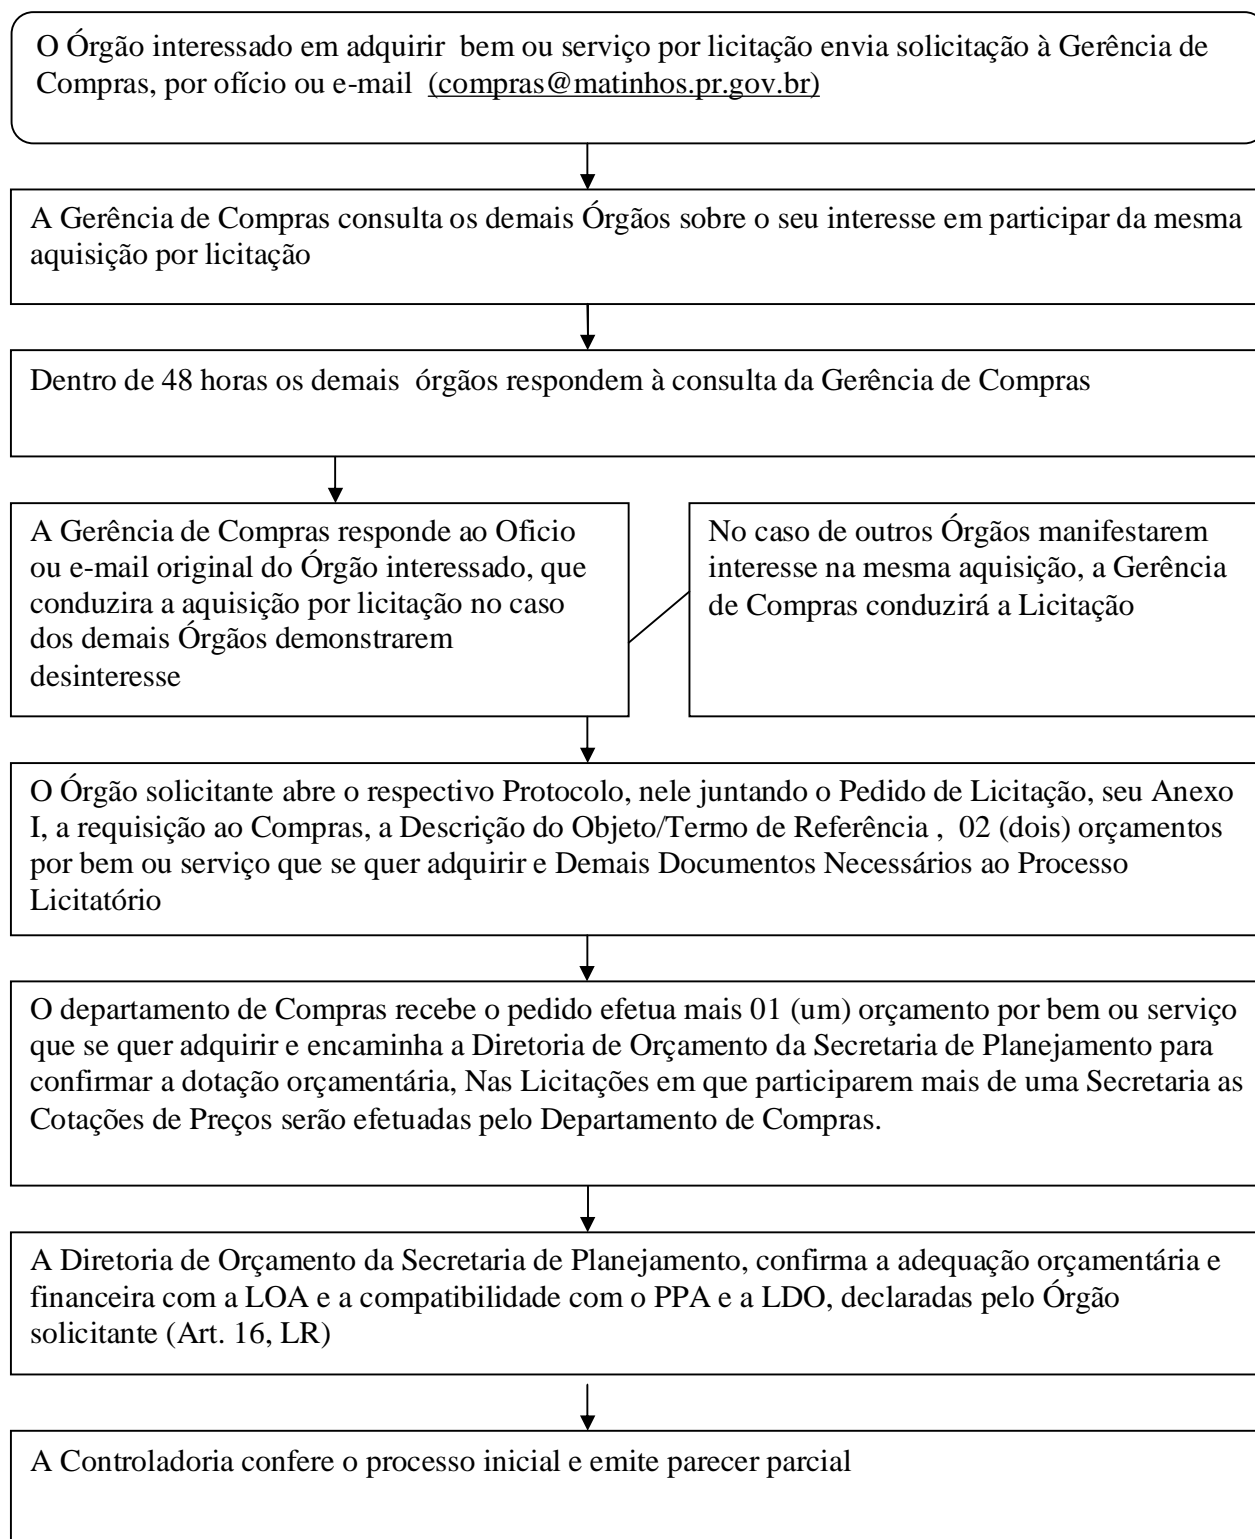 O Órgão interessado em adquirir  bem ou serviço por licitação envia solicitação à Gerência de
Compras, por ofício ou e-mail  (compras@matinhos.pr.gov.br)
A Gerência de Compras consulta os demais Órgãos sobre o seu interesse em participar da mesma
aquisição por licitação
Dentro de 48 horas os demais  órgãos respondem à consulta da Gerência de Compras
A Gerência de Compras responde ao Oficio
ou e-mail original do Órgão interessado, que
conduzira a aquisição por licitação no caso
dos demais Órgãos demonstrarem
desinteresse
No caso de outros Órgãos manifestarem
interesse na mesma aquisição, a Gerência
de Compras conduzirá a Licitação
O Órgão solicitante abre o respectivo Protocolo, nele juntando o Pedido de Licitação, seu Anexo
I, a requisição ao Compras, a Descrição do Objeto/Termo de Referência ,  02 (dois) orçamentos
por bem ou serviço que se quer adquirir e Demais Documentos Necessários ao Processo
Licitatório
O departamento de Compras recebe o pedido efetua mais 01 (um) orçamento por bem ou serviço
que se quer adquirir e encaminha a Diretoria de Orçamento da Secretaria de Planejamento para
confirmar a dotação orçamentária, Nas Licitações em que participarem mais de uma Secretaria as
Cotações de Preços serão efetuadas pelo Departamento de Compras.
A Diretoria de Orçamento da Secretaria de Planejamento, confirma a adequação orçamentária e
financeira com a LOA e a compatibilidade com o PPA e a LDO, declaradas pelo Órgão
solicitante (Art. 16, LR)
A Controladoria confere o processo inicial e emite parecer parcial